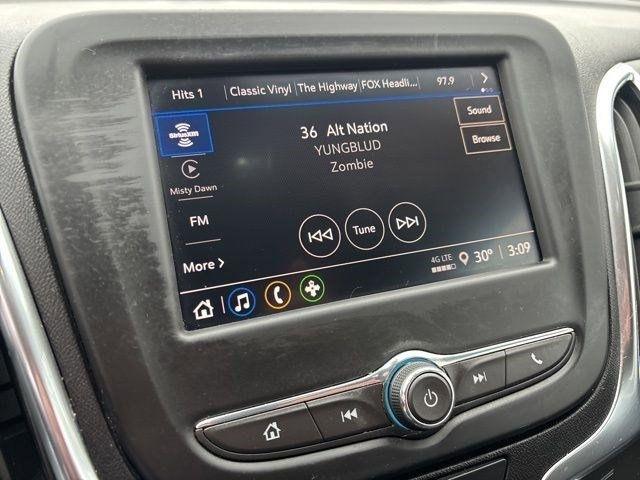 Hits 1 Classic Vinyl The Highway FOX Headli... 97.9
SiriusXM
36 Alt Nation
YUNGBLUD
Zombie
Sound
Browse
Misty Dawn
FM
Tune
More
4G LTE 30° 3:09